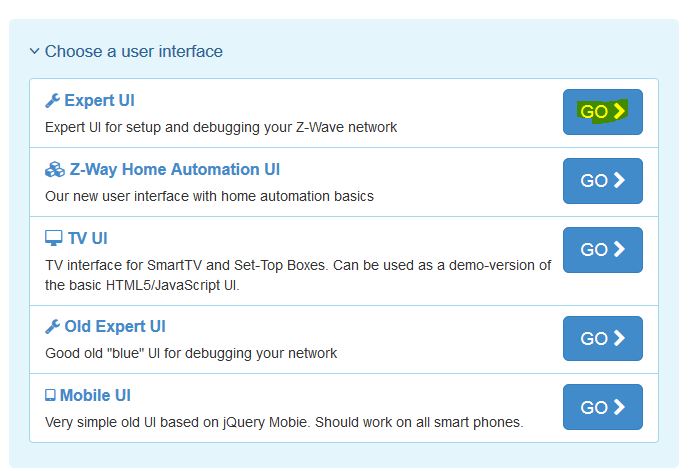 Choose a user interface
Expert UI
Expert UI for setup and debugging your Z-Wave network
GO
Z-Way Home Automation UI
Our new user interface with home automation basics
GO
TV UI
TV interface for SmartTV and Set-Top Boxes. Can be used as a demo-version of
the basic HTML5/JavaScript UI.
GO
Old Expert UI
Good old "blue" UI for debugging your network
GO
Mobile UI
Very simple old UI based on jQuery Mobie. Should work on all smart phones.
GO